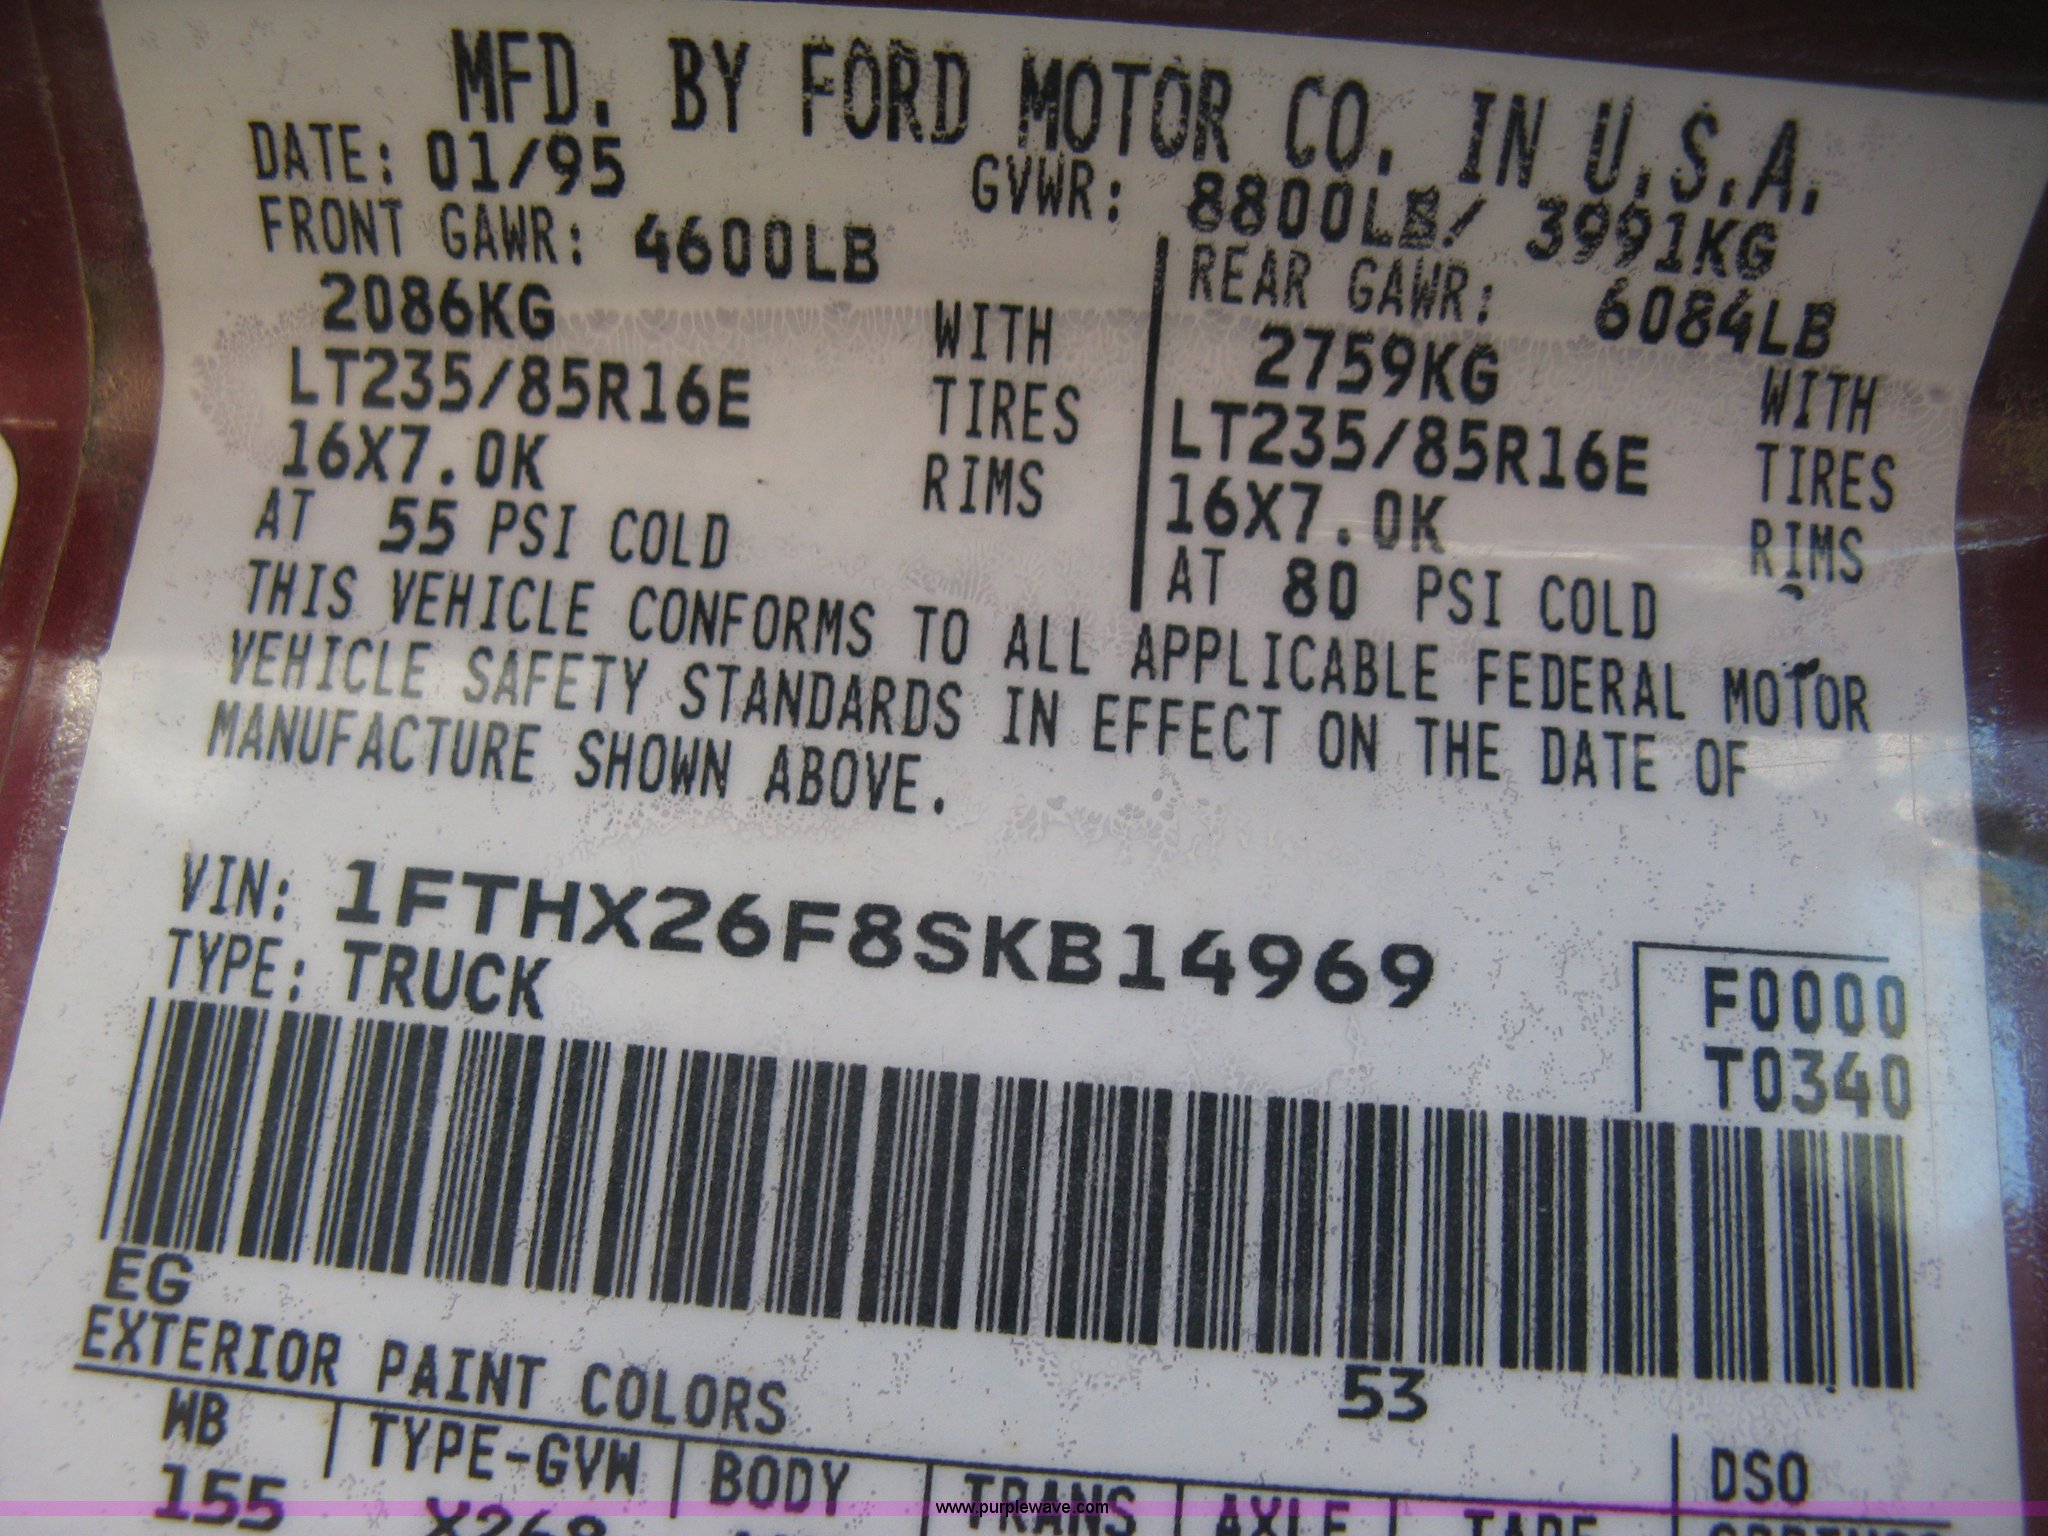 MFD. BY FORD MOTOR CO. IN U.S.A.
DATE: 01/95 GVWR: 8800LB/ 3991KG
FRONT GAWR: 4600LB
2086KG WITH
LT235/85R16E TIRES
16X7.0K RIMS
AT 55 PSI COLD
REAR GAWR: 6084LB
2759KG WITH
LT235/85R16E TIRES
16X7.0K RIMS
AT 80 PSI COLD
THIS VEHICLE CONFORMS TO ALL APPLICABLE FEDERAL MOTOR
VEHICLE SAFETY STANDARDS IN EFFECT ON THE DATE OF
MANUFACTURE SHOWN ABOVE.
VIN: 1FTHX26F8SKB14969
TYPE: TRUCK
F0000
T0340
EG
53
EXTERIOR PAINT COLORS
WB TYPE-GVW BODY TRANS AXLE TAPE DSO
155 X268
www.purplewave.com